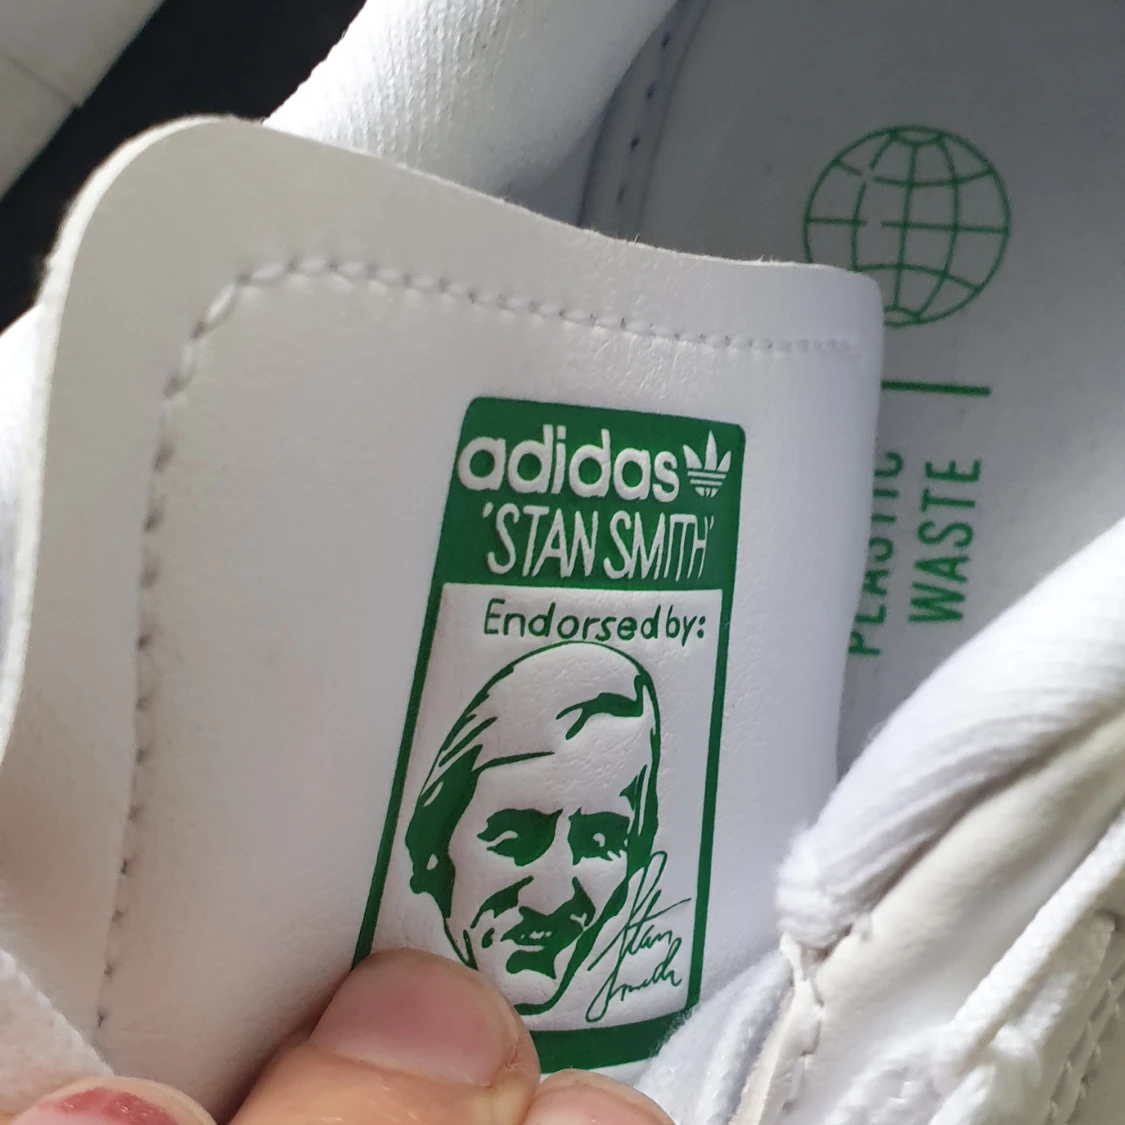 adidas
'STAN SMITH'
Endorsed by:
Stan
Smith
PLASTIC
WASTE